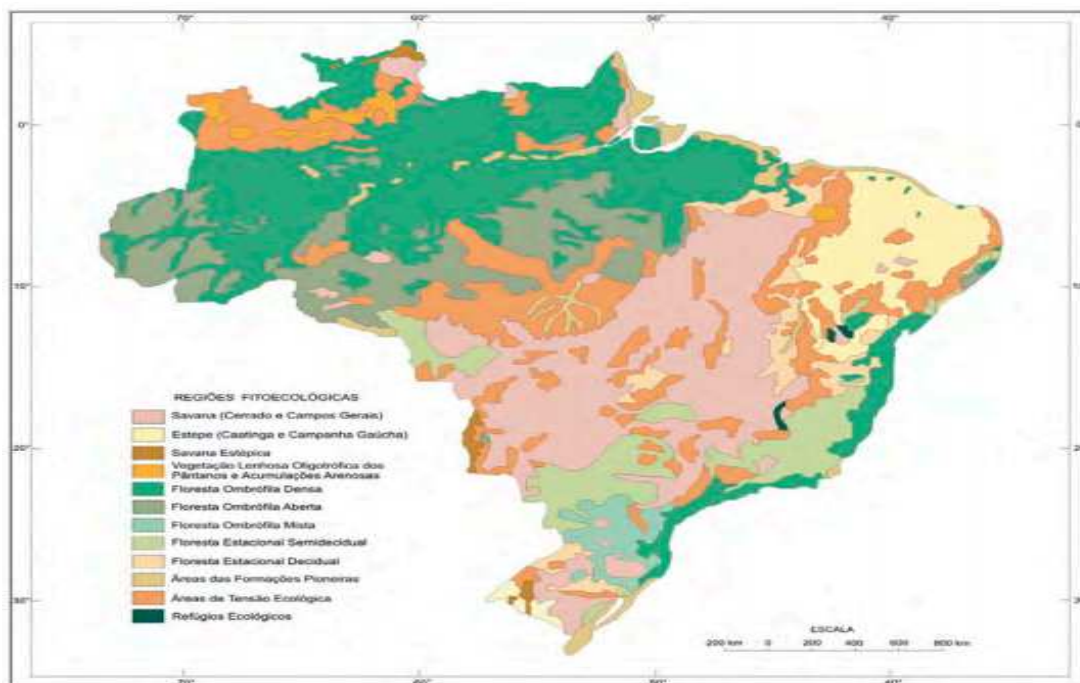 70°
60°
50°
40°
0°
10°
20°
30°
REGIÕES FITOECOLÓGICAS
Savana (Cerrado e Campos Gerais)
Estepe (Caatinga e Campanha Gaúcha)
Savana Estépica
Vegetação Lenhosa Oligotrófica dos
Pântanos e Acumulações Arenosas
Floresta Ombrófila Densa
Floresta Ombrófila Aberta
Floresta Ombrófila Mista
Floresta Estacional Semidecidual
Floresta Estacional Decidual
Áreas das Formações Pioneiras
Áreas de Tensão Ecológica
Refúgios Ecológicos
ESCALA
200 km 0 200 400 600 800 km